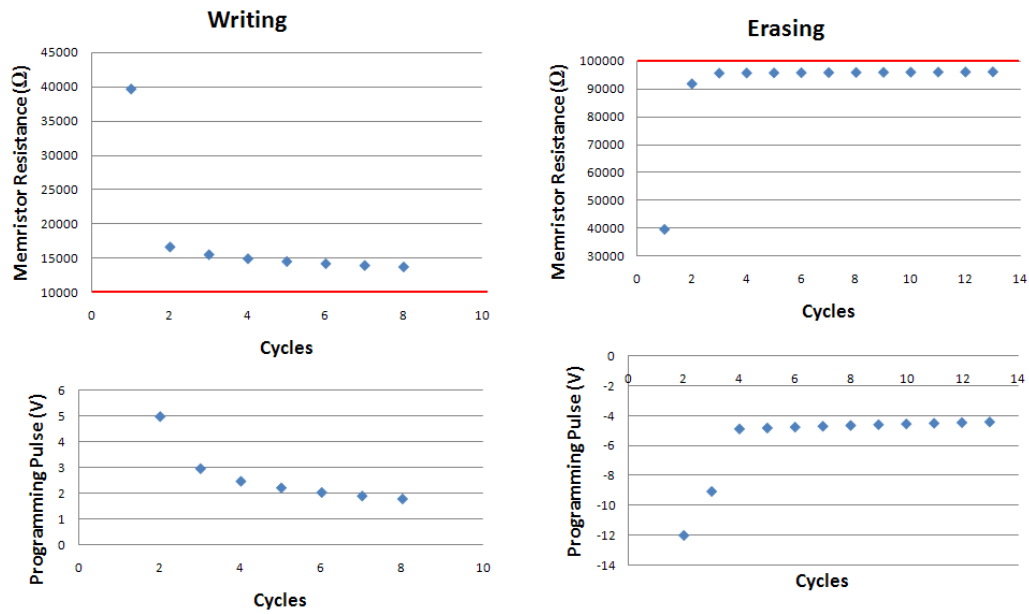 Writing
Memristor Resistance (Ω)
45000
40000
35000
30000
25000
20000
15000
10000
0 2 4 6 8 10
Cycles
Erasing
Memristor Resistance (Ω)
100000
90000
80000
70000
60000
50000
40000
30000
0 2 4 6 8 10 12 14
Cycles
Programming Pulse (V)
6
5
4
3
2
1
0
0 2 4 6 8 10
Cycles
Programming Pulse (V)
0
-2
-4
-6
-8
-10
-12
-14
0 2 4 6 8 10 12 14
Cycles